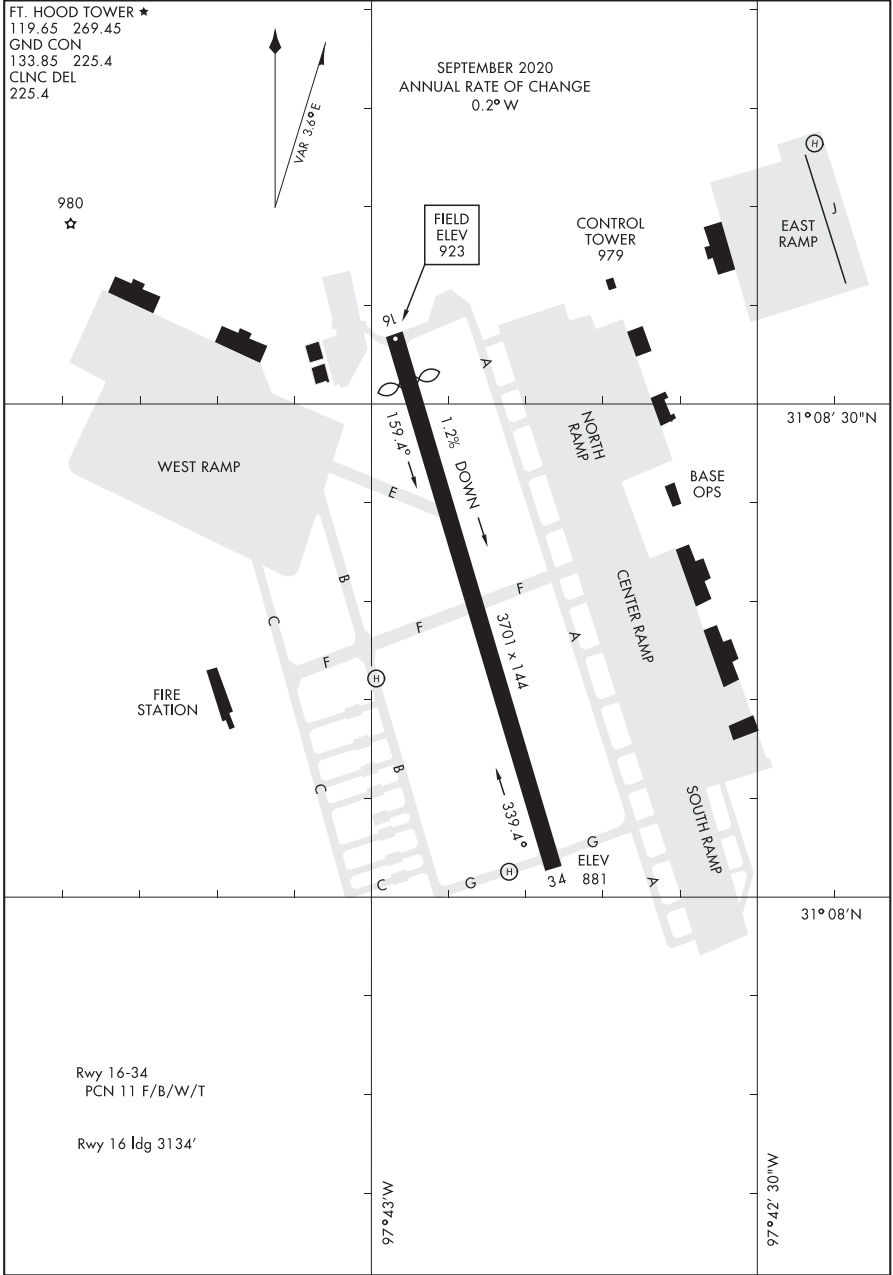 FT. HOOD TOWER ★
119.65 269.45
GND CON
133.85 225.4
CLNC DEL
225.4
VAR 3.6° E
SEPTEMBER 2020
ANNUAL RATE OF CHANGE
0.2° W
980
FIELD
ELEV
923
CONTROL
TOWER
979
H
J
EAST
RAMP
16
A
159.4°
1.2% DOWN
NORTH
RAMP
31° 08' 30"N
WEST RAMP
E
BASE
OPS
B
C
F
F
F
3701 x 144
A
CENTER RAMP
H
FIRE
STATION
B
C
339.4°
SOUTH RAMP
G
ELEV
881
H
34
C
G
A
31° 08'N
Rwy 16-34
PCN 11 F/B/W/T
Rwy 16 ldg 3134'
97° 43'W
97° 42' 30"W